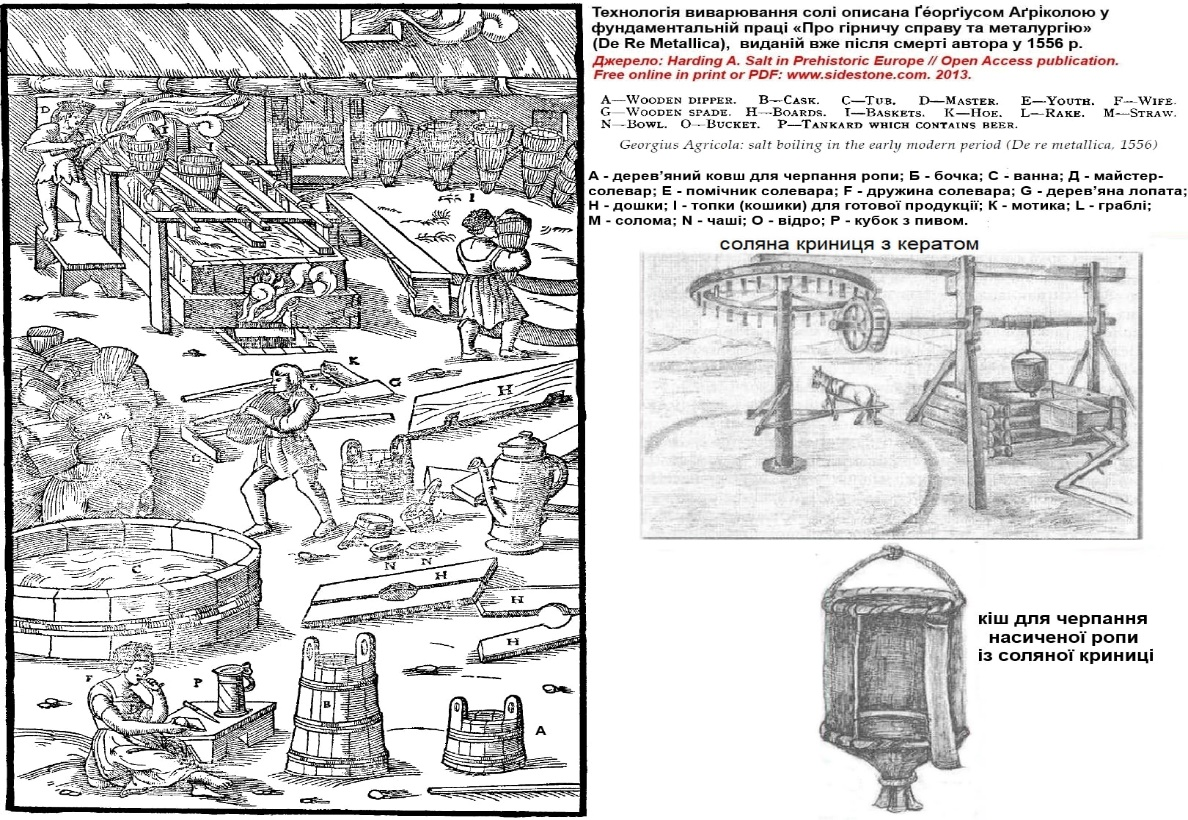 Технологія виварювання солі описана Ґéорґіусом Аґріколою у
фундаментальній праці «Про гірничу справу та металургію»
(De Re Metallica), виданій вже після смерті автора у 1556 р.
Джерело: Harding A. Salt in Prehistoric Europe // Open Access publication.
Free online in print or PDF: www.sidestone.com. 2013.
A—Wooden dipper. B—Cask. C—Tub. D—Master. E—Youth. F—Wife.
G—Wooden spade. H—Boards. I—Baskets. K—Hoe. L—Rake. M—Straw.
N—Bowl. O—Bucket. P—Tankard which contains beer.
Georgius Agricola: salt boiling in the early modern period (De re metallica, 1556)
А - дерев’яний ковш для черпання ропи; Б - бочка; С - ванна; Д - майстер-
солевар; Е - помічник солевара; F - дружина солевара; G - дерев’яна лопата;
Н - дошки; І - топки (кошики) для готової продукції; К - мотика; L - граблі;
М - солома; N - чаші; О - відро; Р - кубок з пивом.
соляна криниця з кератом
кіш для черпання
насиченої ропи
із соляної криниці
D
I
I
K
G
E
H
M
C
N N
H
H
H
F
P
B
A